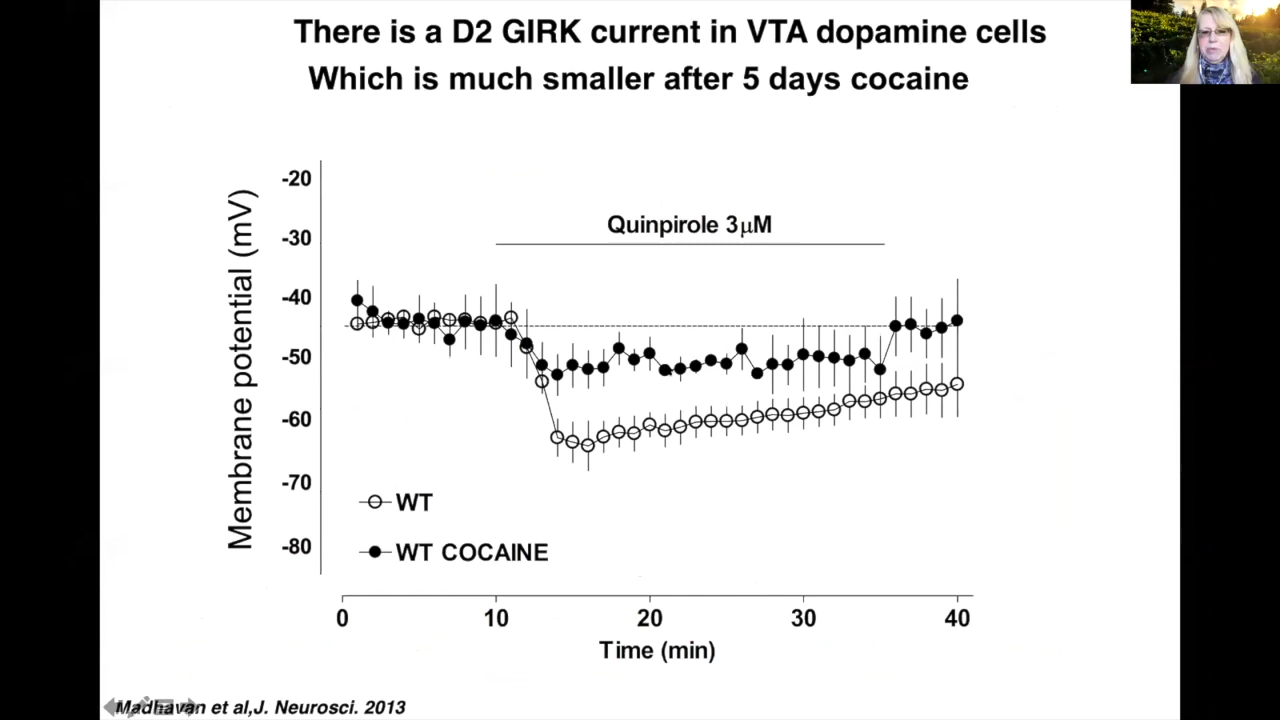 There is a D2 GIRK current in VTA dopamine cells
Which is much smaller after 5 days cocaine
-20
Quinpirole 3μM
-30
-40
-50
-60
-70
-80
Membrane potential (mV)
WT
WT COCAINE
0 10 20 30 40
Time (min)
Madhavan et al,J. Neurosci. 2013